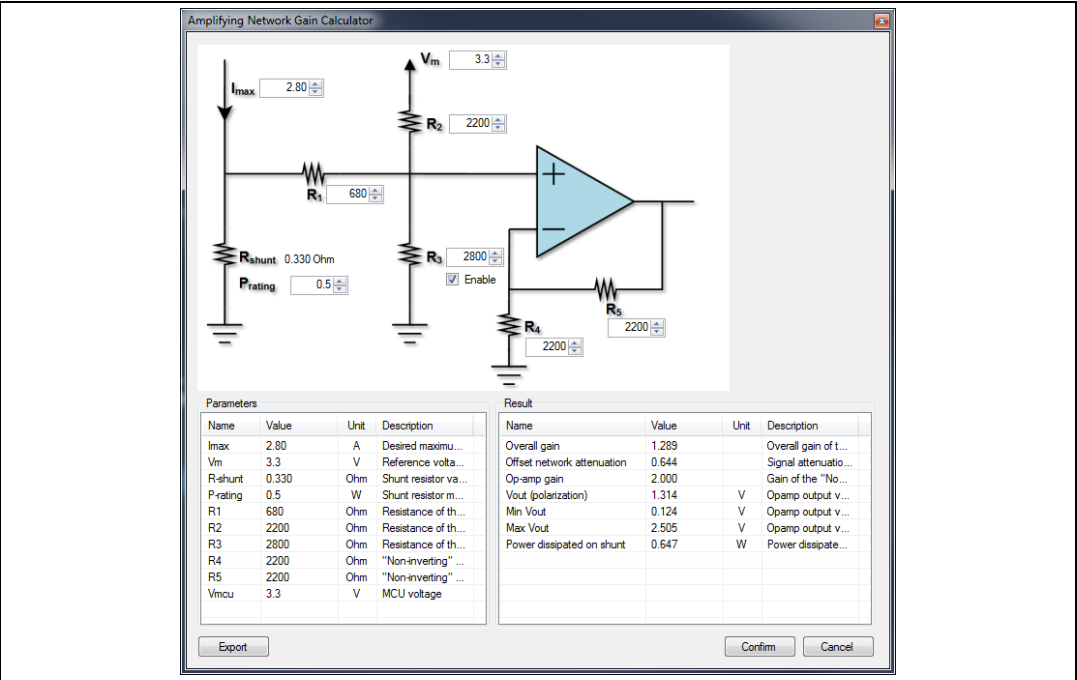 Amplifying Network Gain Calculator
Vm 3.3
Imax 2.80
R2 2200
+
R1 680
Rshunt 0.330 Ohm
R3 2800
Prating 0.5
Enable
R5
2200
R4
2200
Parameters
Name Value Unit Description
Imax 2.80 A Desired maximu...
Vm 3.3 V Reference volta...
R-shunt 0.330 Ohm Shunt resistor va...
P-rating 0.5 W Shunt resistor m...
R1 680 Ohm Resistance of th...
R2 2200 Ohm Resistance of th...
R3 2800 Ohm Resistance of th...
R4 2200 Ohm "Non-inverting" ...
R5 2200 Ohm "Non-inverting" ...
Vmcu 3.3 V MCU voltage
Result
Name Value Unit Description
Overall gain 1.289 Overall gain of t...
Offset network attenuation 0.644 Signal attenuatio...
Op-amp gain 2.000 Gain of the "No...
Vout (polarization) 1.314 V Opamp output v...
Min Vout 0.124 V Opamp output v...
Max Vout 2.505 V Opamp output v...
Power dissipated on shunt 0.647 W Power dissipate...
Export
Confirm
Cancel